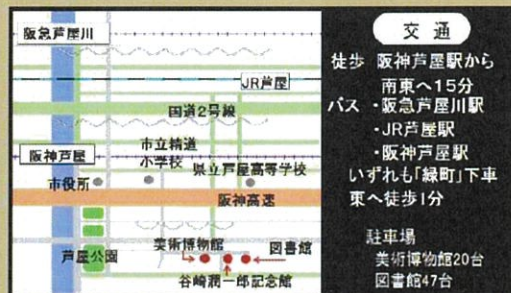 阪急芦屋川
JR芦屋
国道2号線
阪神芦屋
市立精道
小学校
県立芦屋高等学校
市役所
阪神高速
芦屋公園
美術博物館
図書館
谷崎潤一郎記念館
交通
徒歩 阪神芦屋駅から
南東へ15分
バス ・阪急芦屋川駅
・JR芦屋駅
・阪神芦屋駅
いずれも「緑町」下車
東へ徒歩1分
駐車場
美術博物館20台
図書館47台